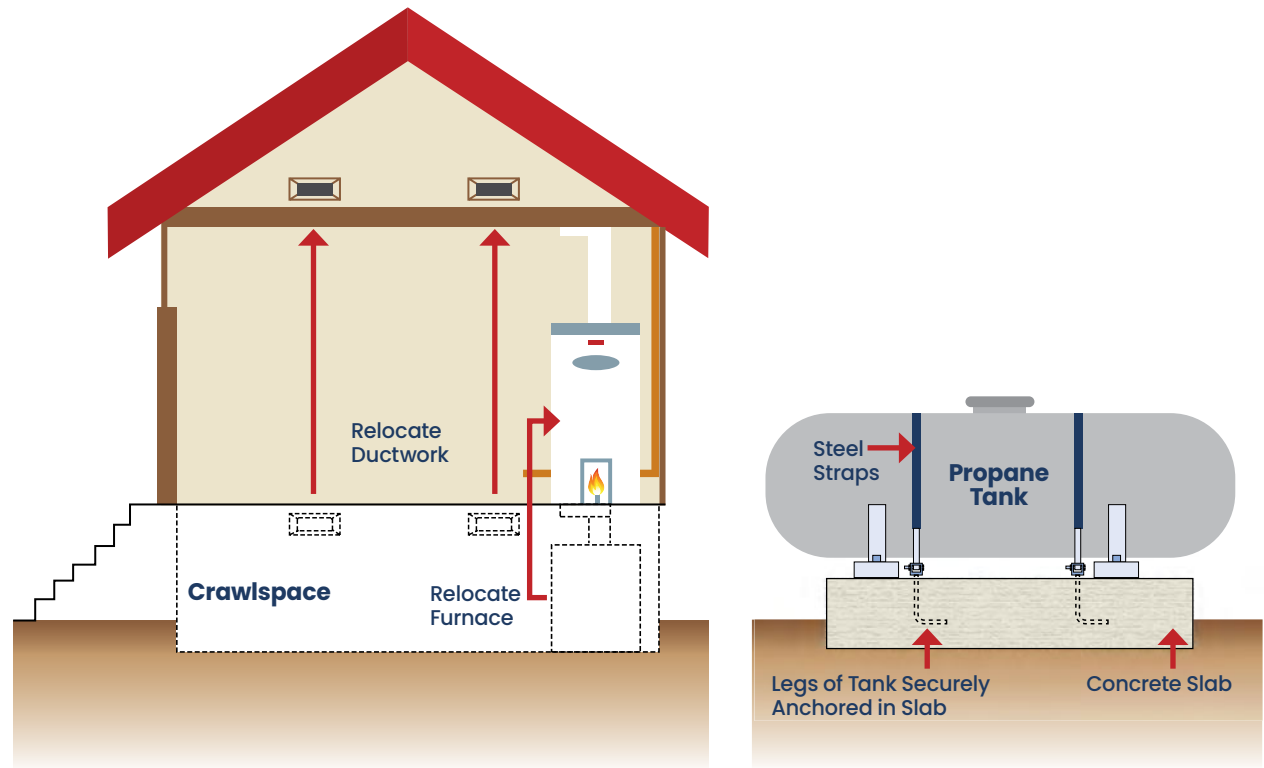 Relocate
Ductwork
Crawlspace
Relocate
Furnace
Steel
Straps
Propane
Tank
Legs of Tank Securely
Anchored in Slab
Concrete Slab